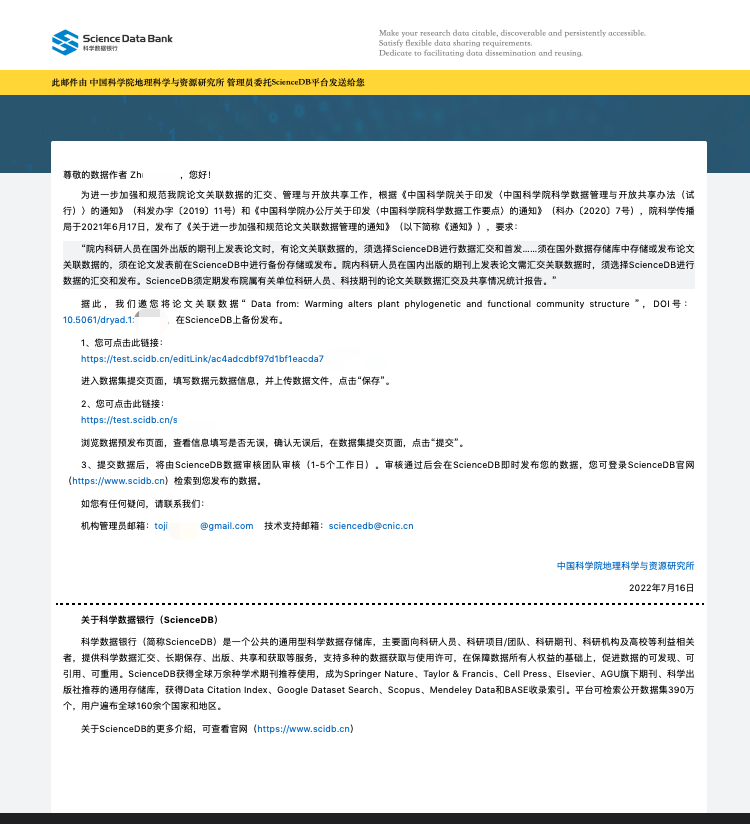 Science Data Bank
科学数据银行
Make your research data citable, discoverable and persistently accessible.
Satisfy flexible data sharing requirements.
Dedicate to facilitating data dissemination and reusing.
此邮件由 中国科学院地理科学与资源研究所 管理员委托ScienceDB平台发送给您
尊敬的数据作者 Zh ，您好！
为进一步加强和规范我院论文关联数据的汇交、管理与开放共享工作，根据《中国科学院关于印发〈中国科学院科学数据管理与开放共享办法（试
行）〉的通知》（科发办字〔2019〕11号）和《中国科学院办公厅关于印发〈中国科学院科学数据工作要点〉的通知》（科办〔2020〕7号），院科学传播
局于2021年6月17日，发布了《关于进一步加强和规范论文关联数据管理的通知》（以下简称《通知》），要求：
“院内科研人员在国外出版的期刊上发表论文时，有论文关联数据的，须选择ScienceDB进行数据汇交和首发……须在国外数据存储库中存储或发布论文
关联数据的，须在论文发表前在ScienceDB中进行备份存储或发布。院内科研人员在国内出版的期刊上发表论文需汇交关联数据时，须选择ScienceDB进行
数据的汇交和发布。ScienceDB须定期发布院属有关单位科研人员、科技期刊的论文关联数据汇交及共享情况统计报告。”
据此，我们邀您将论文关联数据“ Data from: Warming alters plant phylogenetic and functional community structure ”，DOI号：
10.5061/dryad.1: 在ScienceDB上备份发布。
1、您可点击此链接：
https://test.scidb.cn/editLink/ac4adcdbf97d1bf1eacda7
进入数据集提交页面，填写数据元数据信息，并上传数据文件，点击“保存”。
2、您可点击此链接：
https://test.scidb.cn/s
浏览数据预发布页面，查看信息填写是否无误，确认无误后，在数据集提交页面，点击“提交”。
3、提交数据后，将由ScienceDB数据审核团队审核（1-5个工作日）。审核通过后会在ScienceDB即时发布您的数据，您可登录ScienceDB官网
（https://www.scidb.cn）检索到您发布的数据。
如您有任何疑问，请联系我们：
机构管理员邮箱：toji @gmail.com 技术支持邮箱：sciencedb@cnic.cn
中国科学院地理科学与资源研究所
2022年7月16日
关于科学数据银行（ScienceDB）
科学数据银行（简称ScienceDB）是一个公共的通用型科学数据存储库，主要面向科研人员、科研项目/团队、科研期刊、科研机构及高校等利益相关
者，提供科学数据汇交、长期保存、出版、共享和获取等服务，支持多种的数据获取与使用许可，在保障数据所有人权益的基础上，促进数据的可发现、可
引用、可重用。ScienceDB获得全球万余种学术期刊推荐使用，成为Springer Nature、Taylor & Francis、Cell Press、Elsevier、AGU旗下期刊、科学出
版社推荐的通用存储库，获得Data Citation Index、Google Dataset Search、Scopus、Mendeley Data和BASE收录索引。平台可检索公开数据集390万
个，用户遍布全球160余个国家和地区。
关于ScienceDB的更多介绍，可查看官网（https://www.scidb.cn）